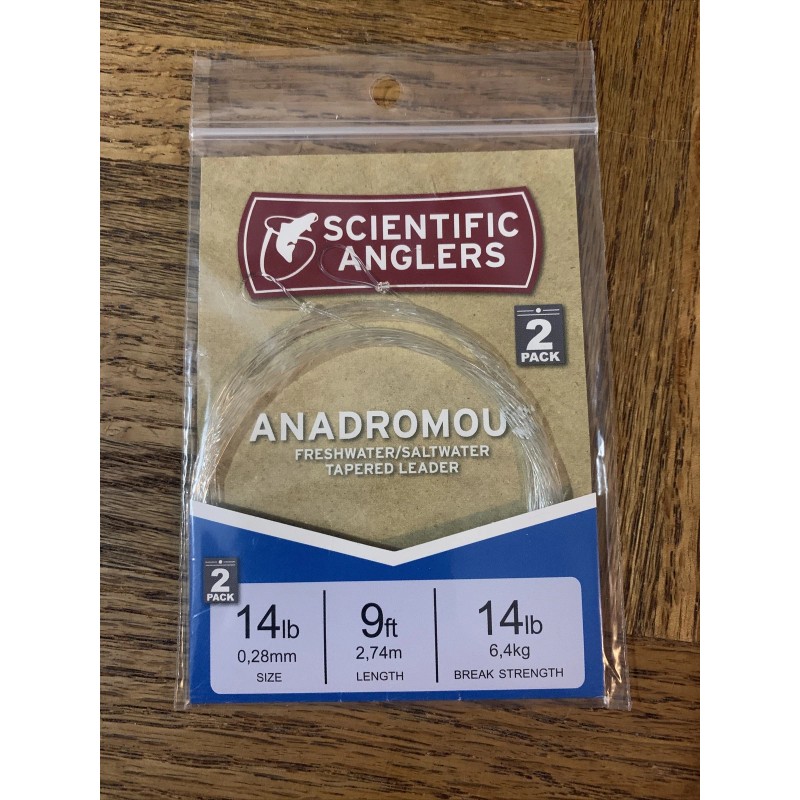 SCIENTIFIC
ANGLERS
2
PACK
ANADROMOUS
FRESHWATER/SALTWATER
TAPERED LEADER
2
PACK
14lb
0,28mm
SIZE
9ft
2,74m
LENGTH
14lb
6,4kg
BREAK STRENGTH